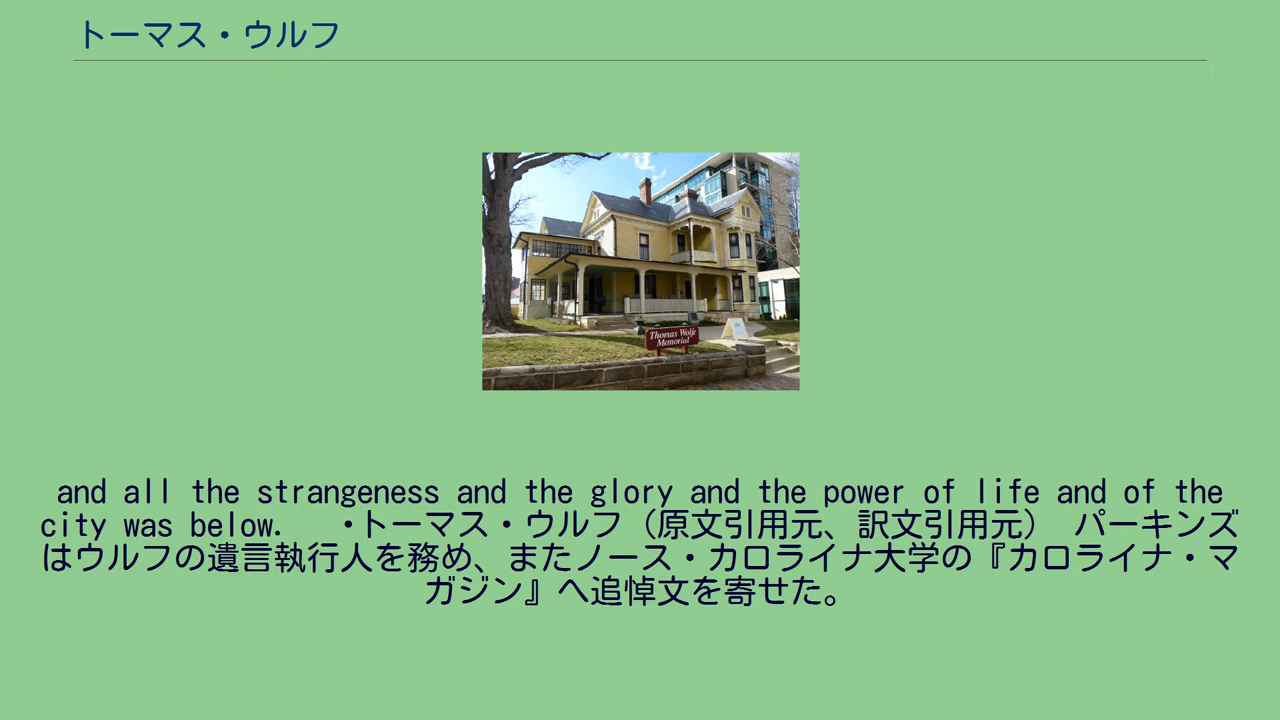 トーマス・ウルフ
Thomas Wolfe
Memorial
and all the strangeness and the glory and the power of life and of the
city was below.　・トーマス・ウルフ（原文引用元、訳文引用元）　パーキンズ
はウルフの遺言執行人を務め、またノース・カロライナ大学の『カロライナ・マ
ガジン』へ追悼文を寄せた。